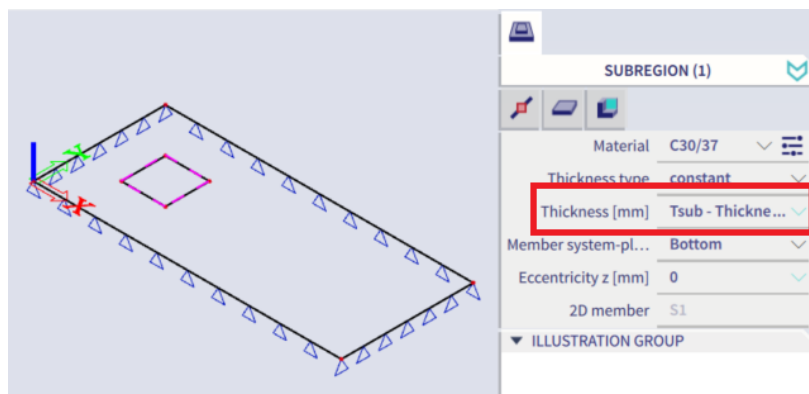 SUBREGION (1)
Material C30/37
Thickness type constant
Thickness [mm] Tsub - Thickne...
Member system-pl... Bottom
Eccentricity z [mm] 0
2D member S1
ILLUSTRATION GROUP
X
X